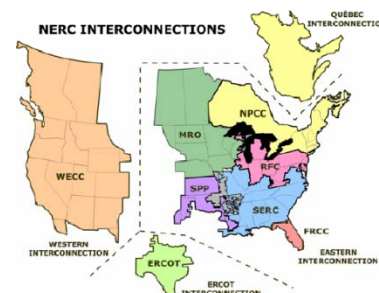 NERC INTERCONNECTIONS
QUÉBEC
INTERCONNECTION
NPCC
MRO
RFC
WECC
SPP
SERC
FRCC
WESTERN
INTERCONNECTION
EASTERN
INTERCONNECTION
ERCOT
ERCOT
INTERCONNECTION